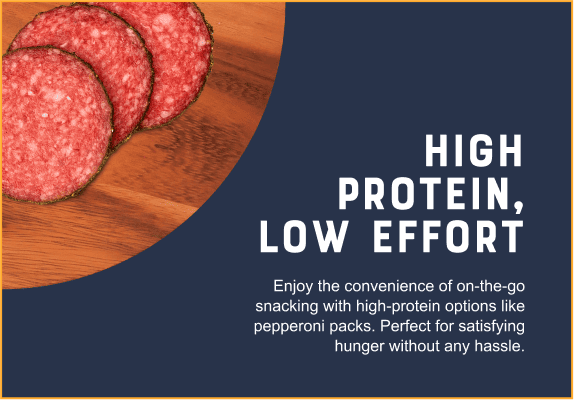 HIGH
PROTEIN,
LOW EFFORT
Enjoy the convenience of on-the-go
snacking with high-protein options like
pepperoni packs. Perfect for satisfying
hunger without any hassle.